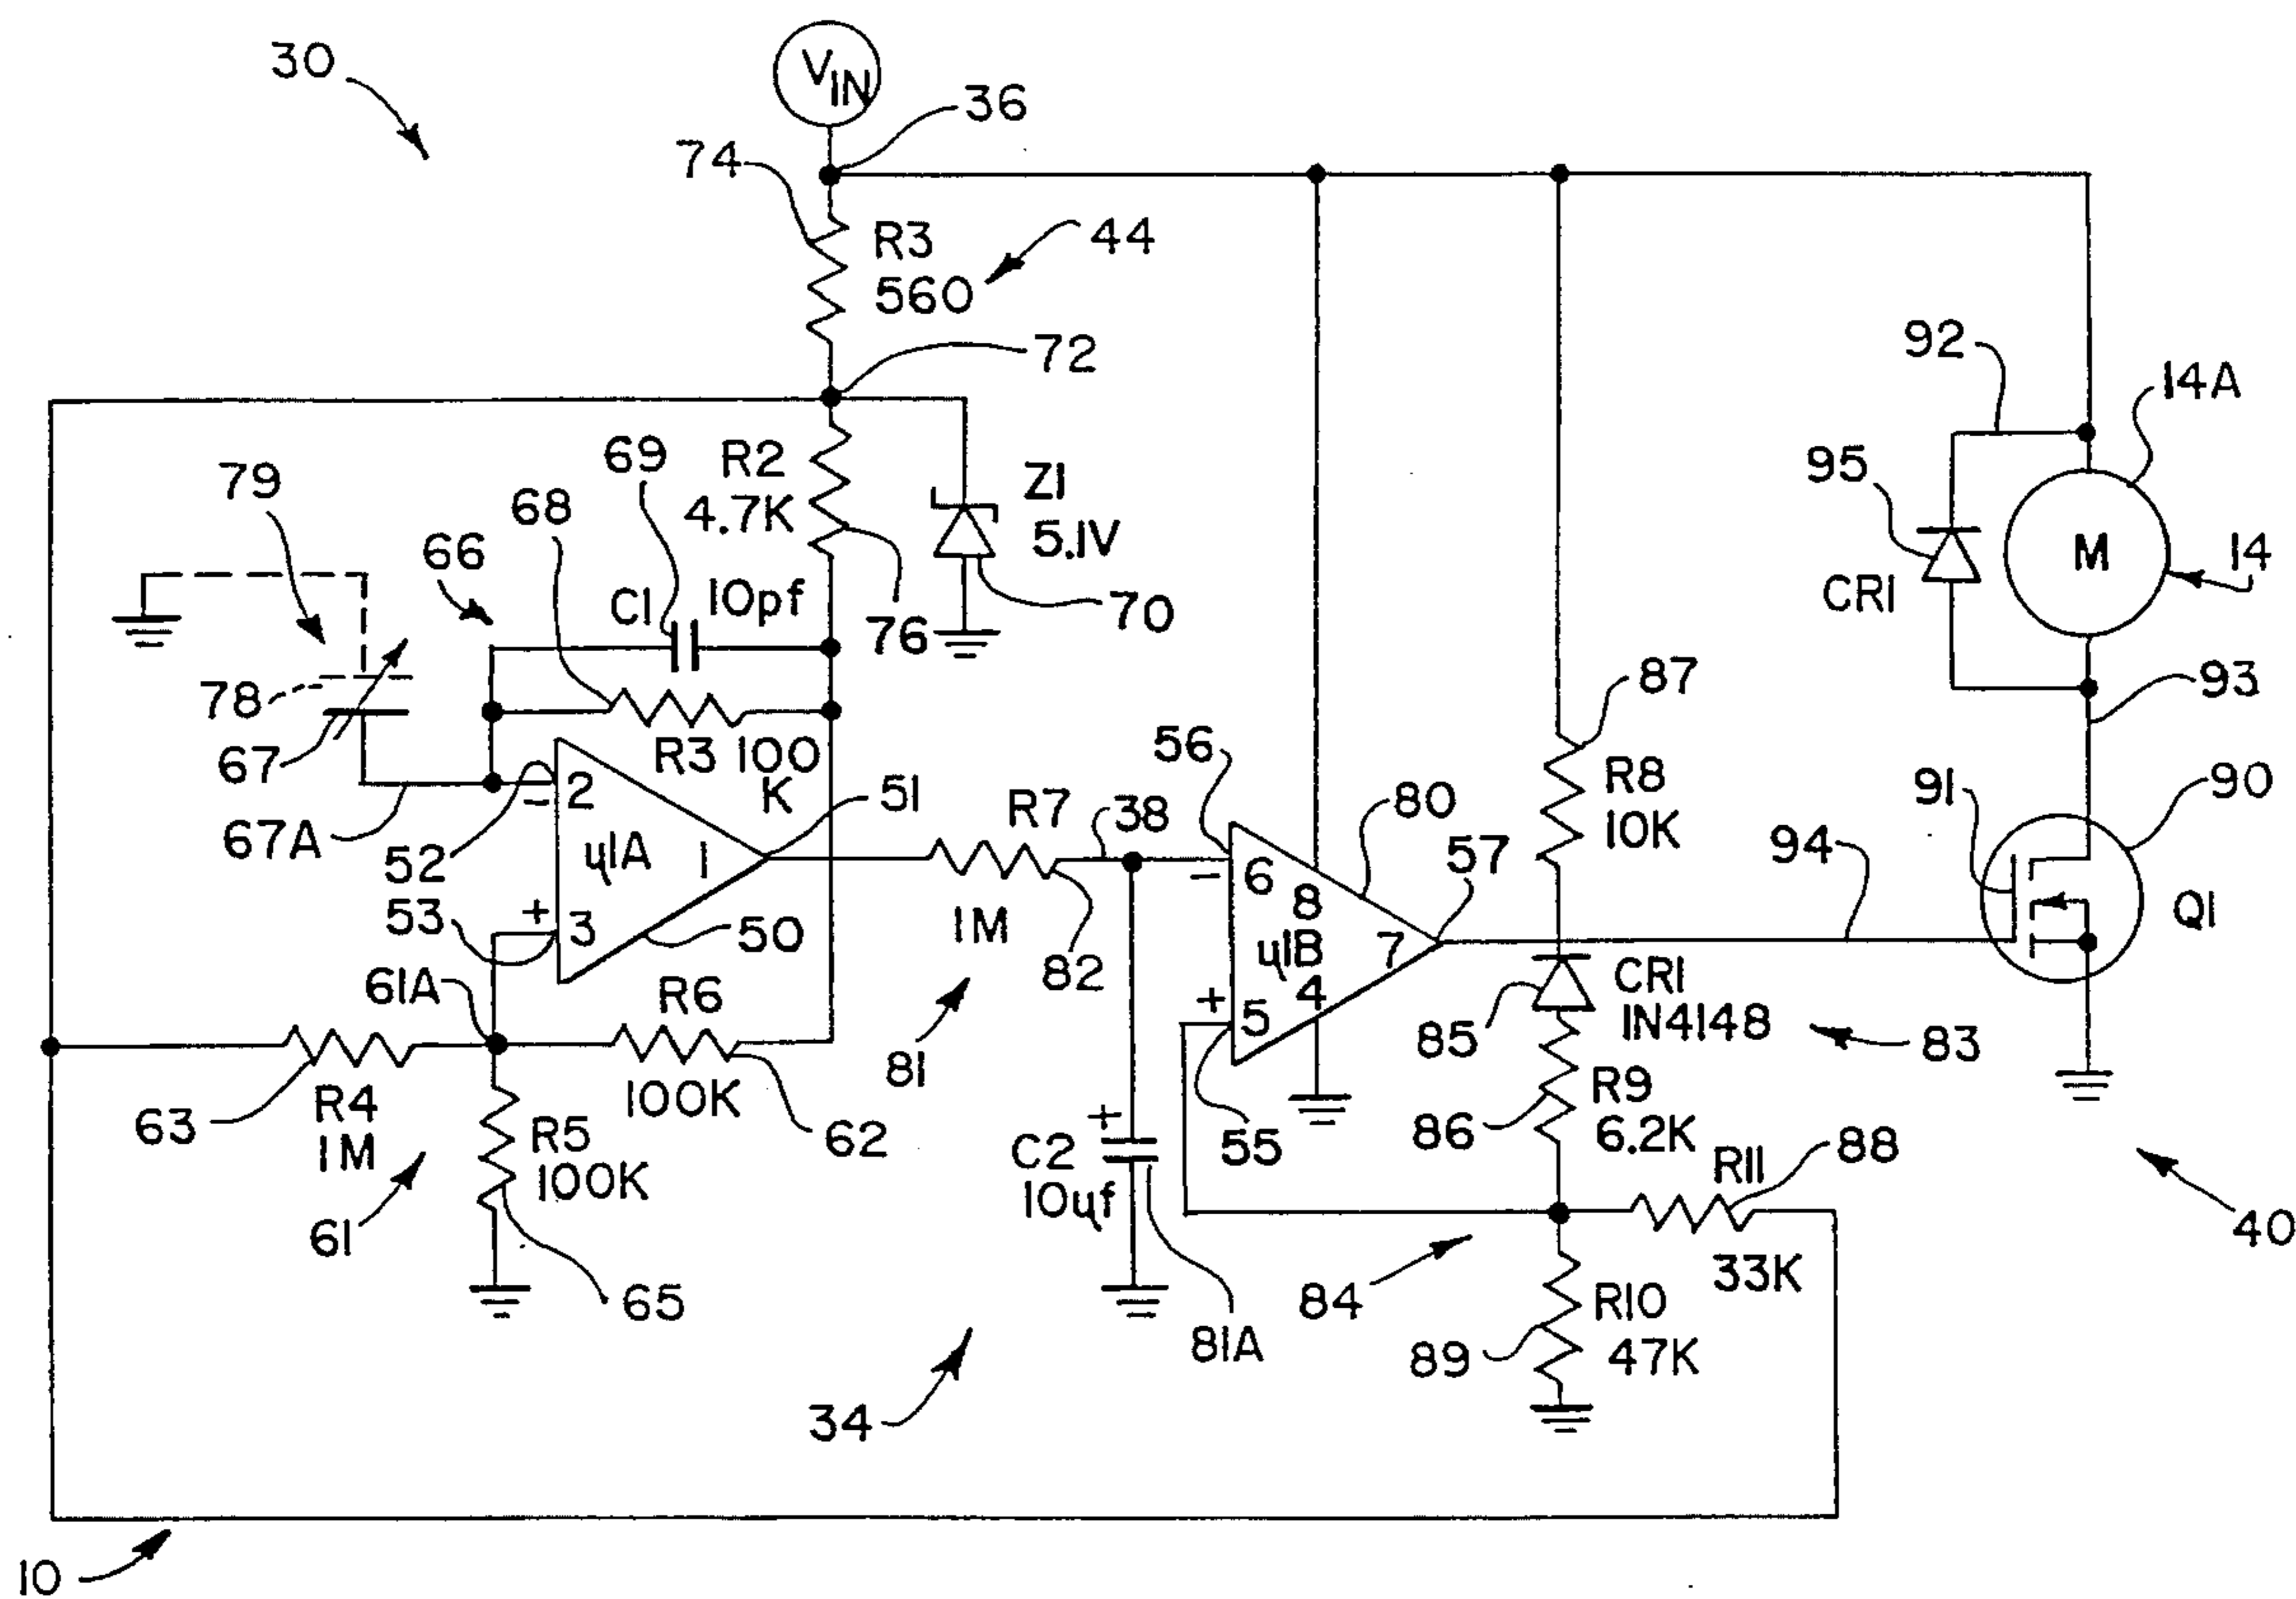 30
VIN
36
74
R3
560
44
72
92
14A
79
69
R2
4.7K
Z1
5.1V
95
68
66
C1
10pf
CR1
M
14
76
70
78
67
R3 100
K
87
93
67A
52
2
-
μ1A
1
51
R7
38
56
80
R8
10K
91
90
53
+
3
50
1M
82
6
-
8
μ1B
4
7
57
94
Q1
61A
R6
81
+
5
85
CR1
1N4148
83
63
R4
1M
R5
100K
100K
62
C2
10μf
+
55
86
R9
6.2K
R11
88
61
65
81A
84
33K
40
R10
47K
89
34
10